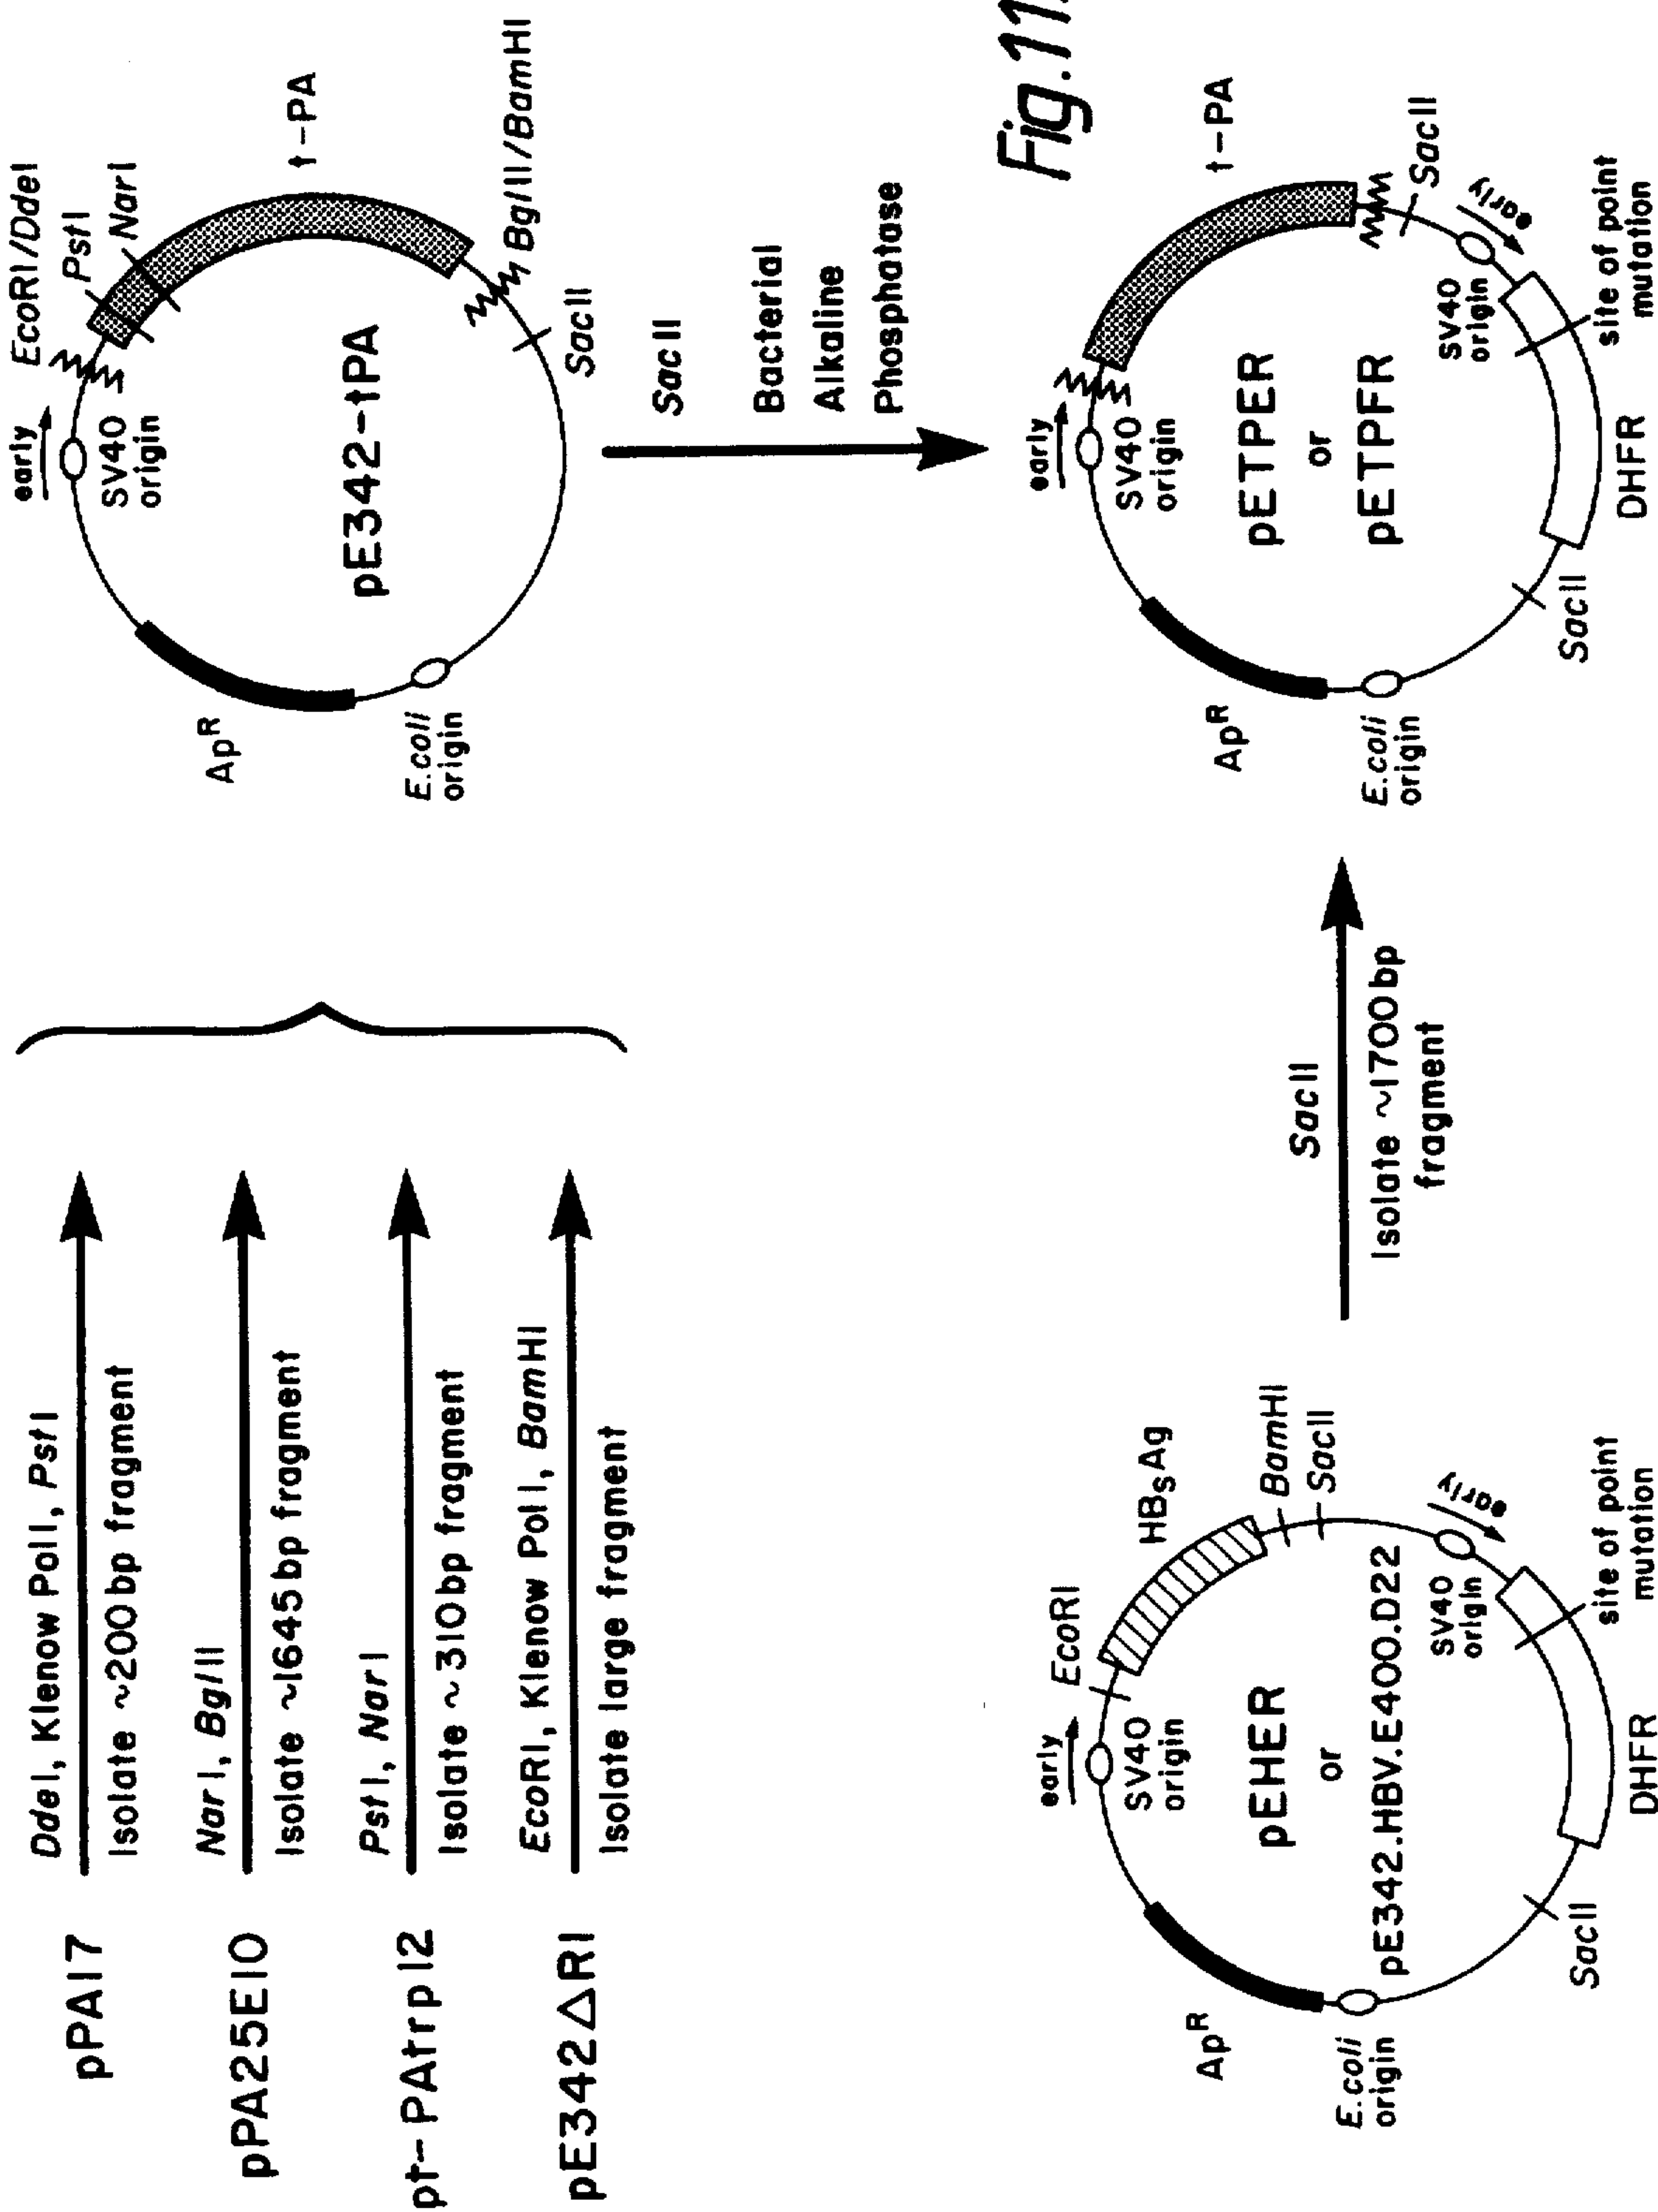 pPA17
DdeI, Klenow PolI, PstI
Isolate ~200bp fragment
pPA25E10
NarI, BglII
Isolate ~1645bp fragment
pt-PAtrp12
PstI, NarI
Isolate ~310bp fragment
pE342△R1
EcoRI, Klenow PolI, BamHI
Isolate large fragment
early
SV40
origin
EcoRI/DdeI
PstI
NarI
t-PA
BglII/BamHI
SacII
E.coli
origin
ApR
pE342-tPA
SacII
Bacterial
Alkaline
Phosphatase
early
SV40
origin
EcoRI
HBsAg
BamHI
SacII
early
SV40
origin
site of point
mutation
DHFR
SacII
E.coli
origin
ApR
pEHER
or
pE342.HBV.E400.D22
SacII
Isolate ~1700bp
fragment
early
SV40
origin
t-PA
SacII
early
SV40
origin
site of point
mutation
DHFR
SacII
E.coli
origin
ApR
pETPER
or
pETPFR